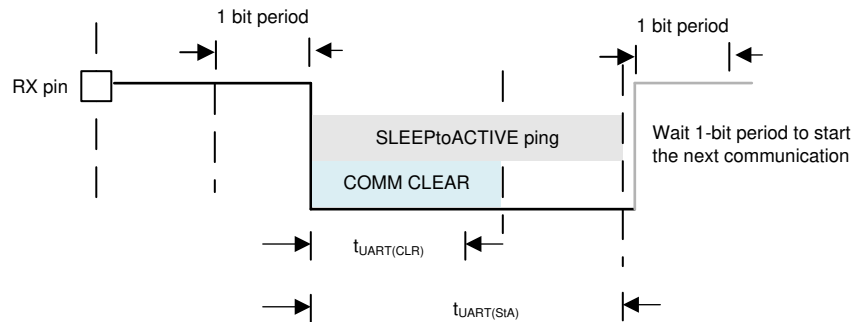 1 bit period
1 bit period
RX pin
SLEEPtoACTIVE ping
Wait 1-bit period to start
the next communication
COMM CLEAR
tUART(CLR)
tUART(StA)